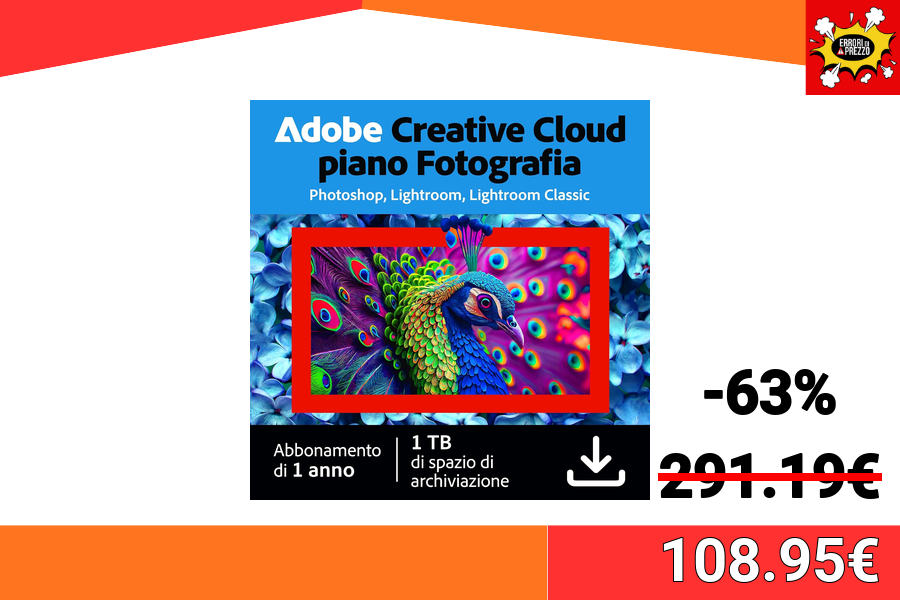 ERRORI DI
PREZZO
Adobe Creative Cloud
piano Fotografia
Photoshop, Lightroom, Lightroom Classic
Abbonamento
di 1 anno
1 TB
di spazio di
archiviazione
-63%
291.19€
108.95€